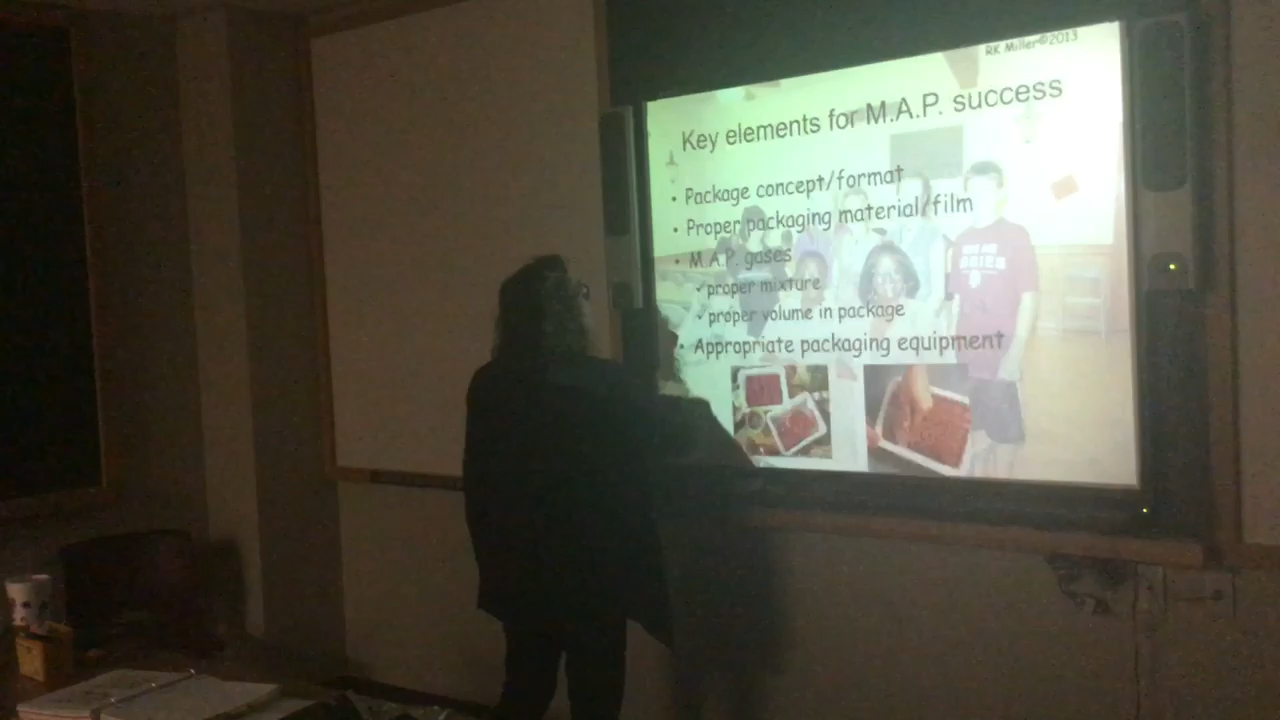 RK Miller©2013
Key elements for M.A.P. success
• Package concept/format
• Proper packaging material/film
• M.A.P. gases
✓proper mixture
✓proper volume in package
• Appropriate packaging equipment